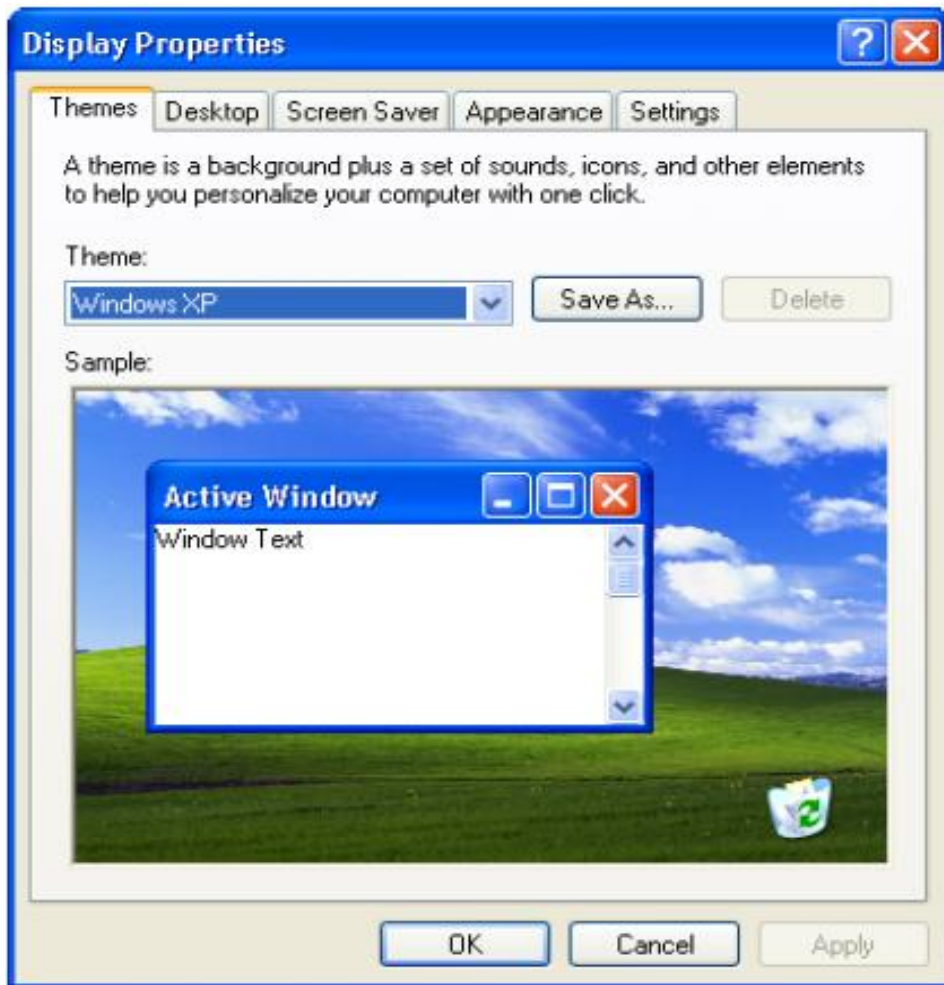 Display Properties
Themes Desktop Screen Saver Appearance Settings
A theme is a background plus a set of sounds, icons, and other elements
to help you personalize your computer with one click.
Theme:
Windows XP Save As... Delete
Sample:
Active Window
Window Text
OK Cancel Apply